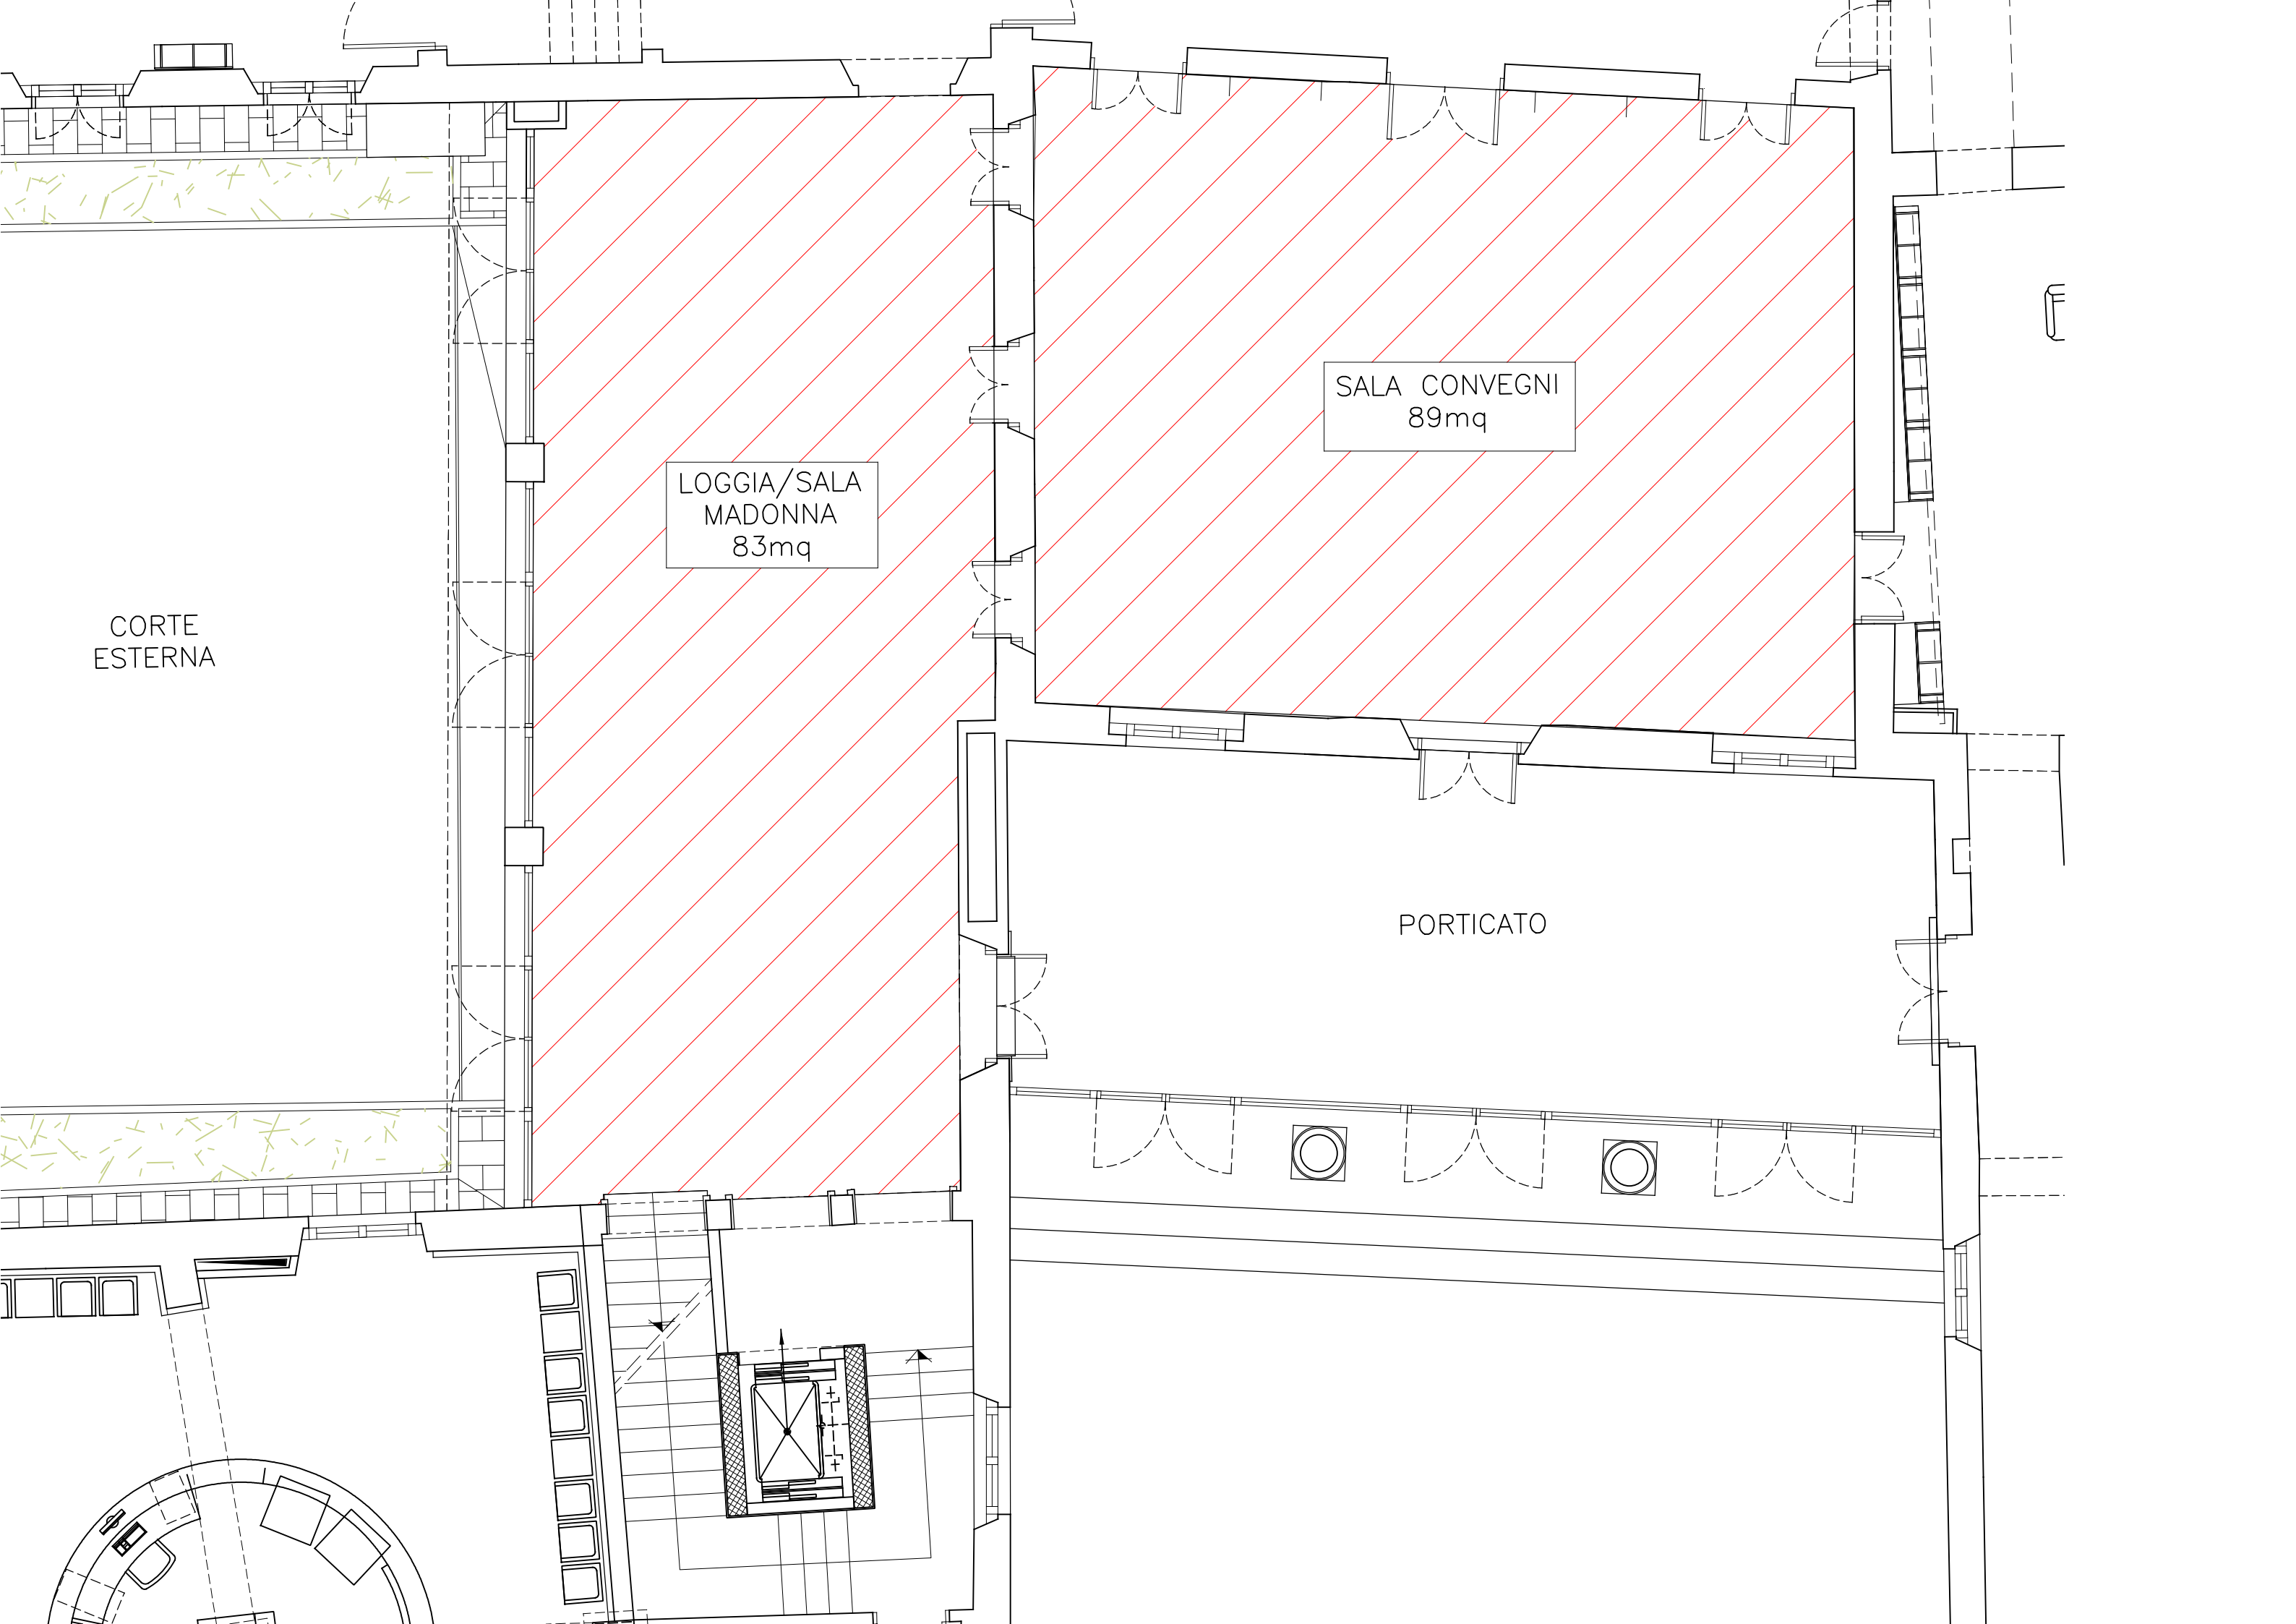 SALA CONVEGNI
89mq
LOGGIA/SALA
MADONNA
83mq
CORTE
ESTERNA
PORTICATO